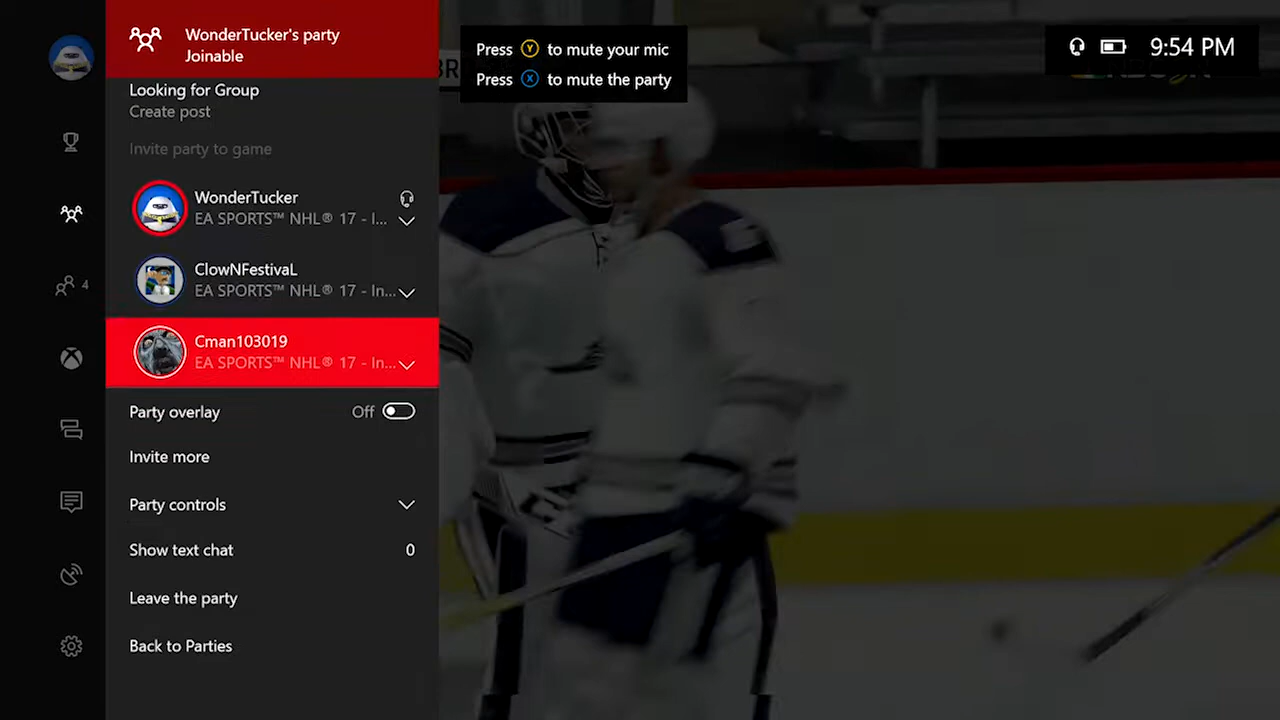 WonderTucker's party
Joinable
Looking for Group
Create post
Invite party to game
WonderTucker
EA SPORTS™ NHL® 17 - I...
ClowNFestivaL
EA SPORTS™ NHL® 17 - In...
Cman103019
EA SPORTS™ NHL® 17 - In...
Party overlay Off
Invite more
Party controls
Show text chat 0
Leave the party
Back to Parties
4
Press Y to mute your mic
Press X to mute the party
9:54 PM